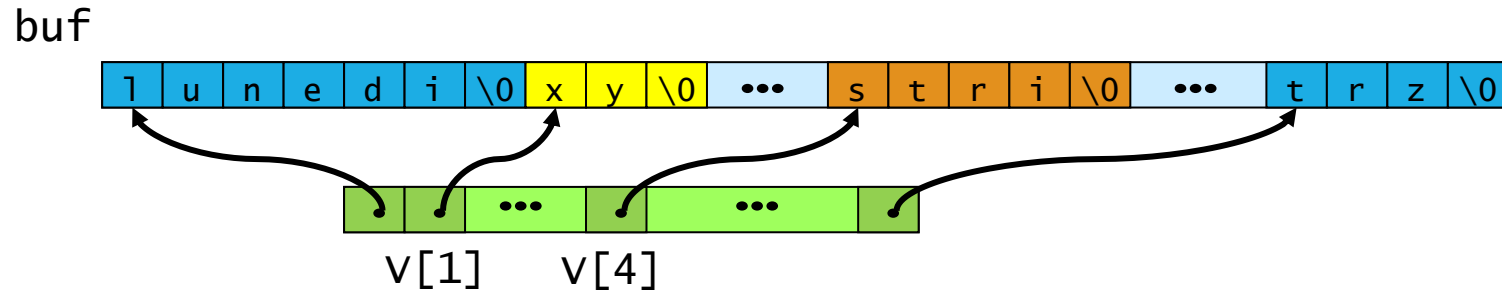 buf
l u n e d i \0 x y \0 ••• s t r i \0 ••• t r z \0
••• •••
V[1] V[4]